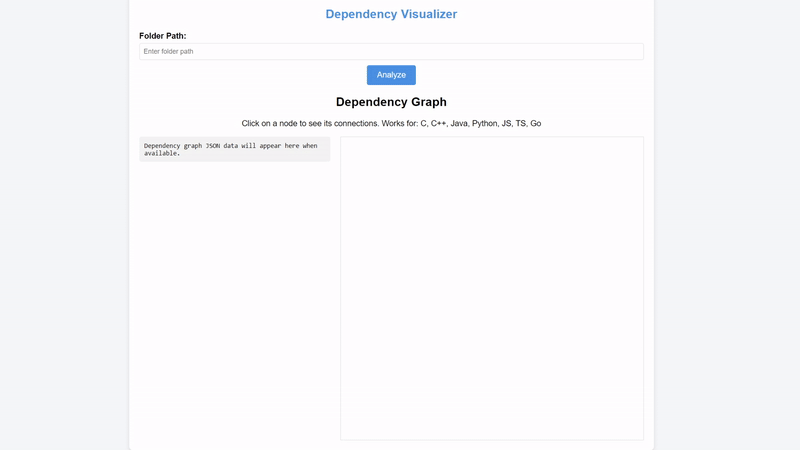 Dependency Visualizer
Folder Path:
Enter folder path
Analyze
Dependency Graph
Click on a node to see its connections. Works for: C, C++, Java, Python, JS, TS, Go
Dependency graph JSON data will appear here when
available.